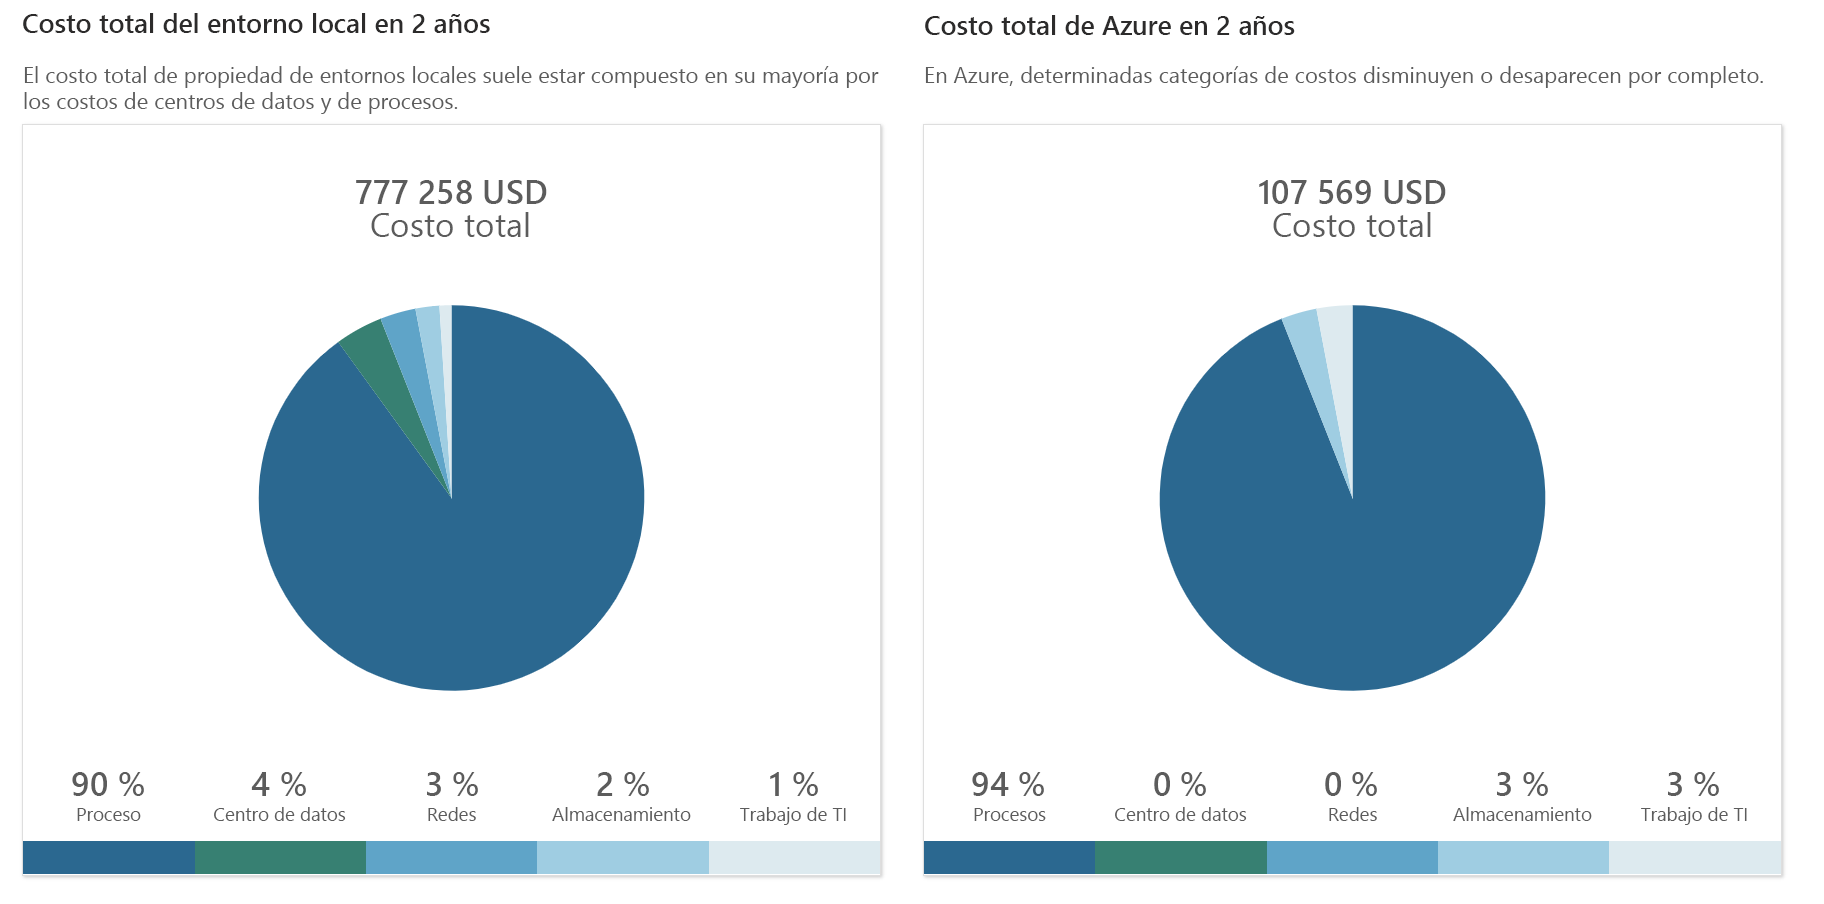 Costo total del entorno local en 2 años
El costo total de propiedad de entornos locales suele estar compuesto en su mayoría por
los costos de centros de datos y de procesos.
777 258 USD
Costo total
90 %
Proceso
4 %
Centro de datos
3 %
Redes
2 %
Almacenamiento
1 %
Trabajo de TI
Costo total de Azure en 2 años
En Azure, determinadas categorías de costos disminuyen o desaparecen por completo.
107 569 USD
Costo total
94 %
Procesos
0 %
Centro de datos
0 %
Redes
3 %
Almacenamiento
3 %
Trabajo de TI